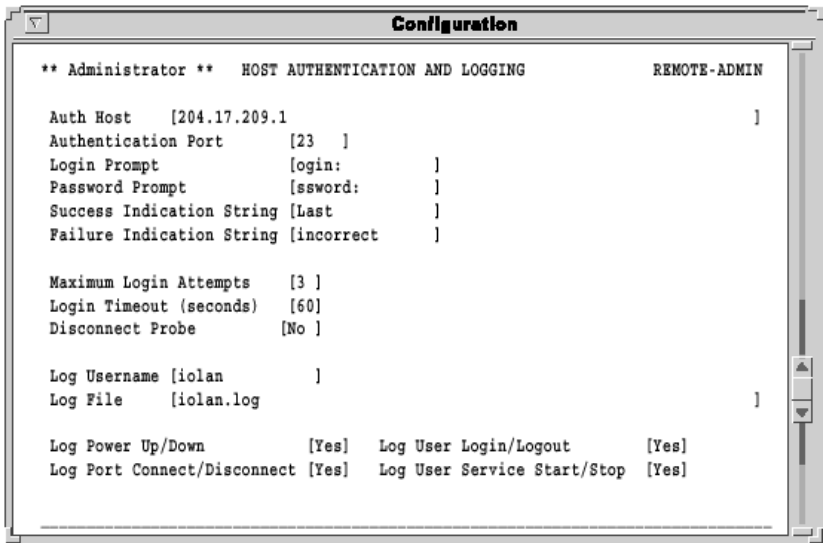 Configuration
** Administrator **   HOST AUTHENTICATION AND LOGGING   REMOTE-ADMIN
Auth Host [204.17.209.1 ]
Authentication Port [23 ]
Login Prompt [ogin: ]
Password Prompt [ssword: ]
Success Indication String [Last ]
Failure Indication String [incorrect ]
Maximum Login Attempts [3 ]
Login Timeout (seconds) [60]
Disconnect Probe [No ]
Log Username [iolan ]
Log File [iolan.log ]
Log Power Up/Down [Yes] Log User Login/Logout [Yes]
Log Port Connect/Disconnect [Yes] Log User Service Start/Stop [Yes]